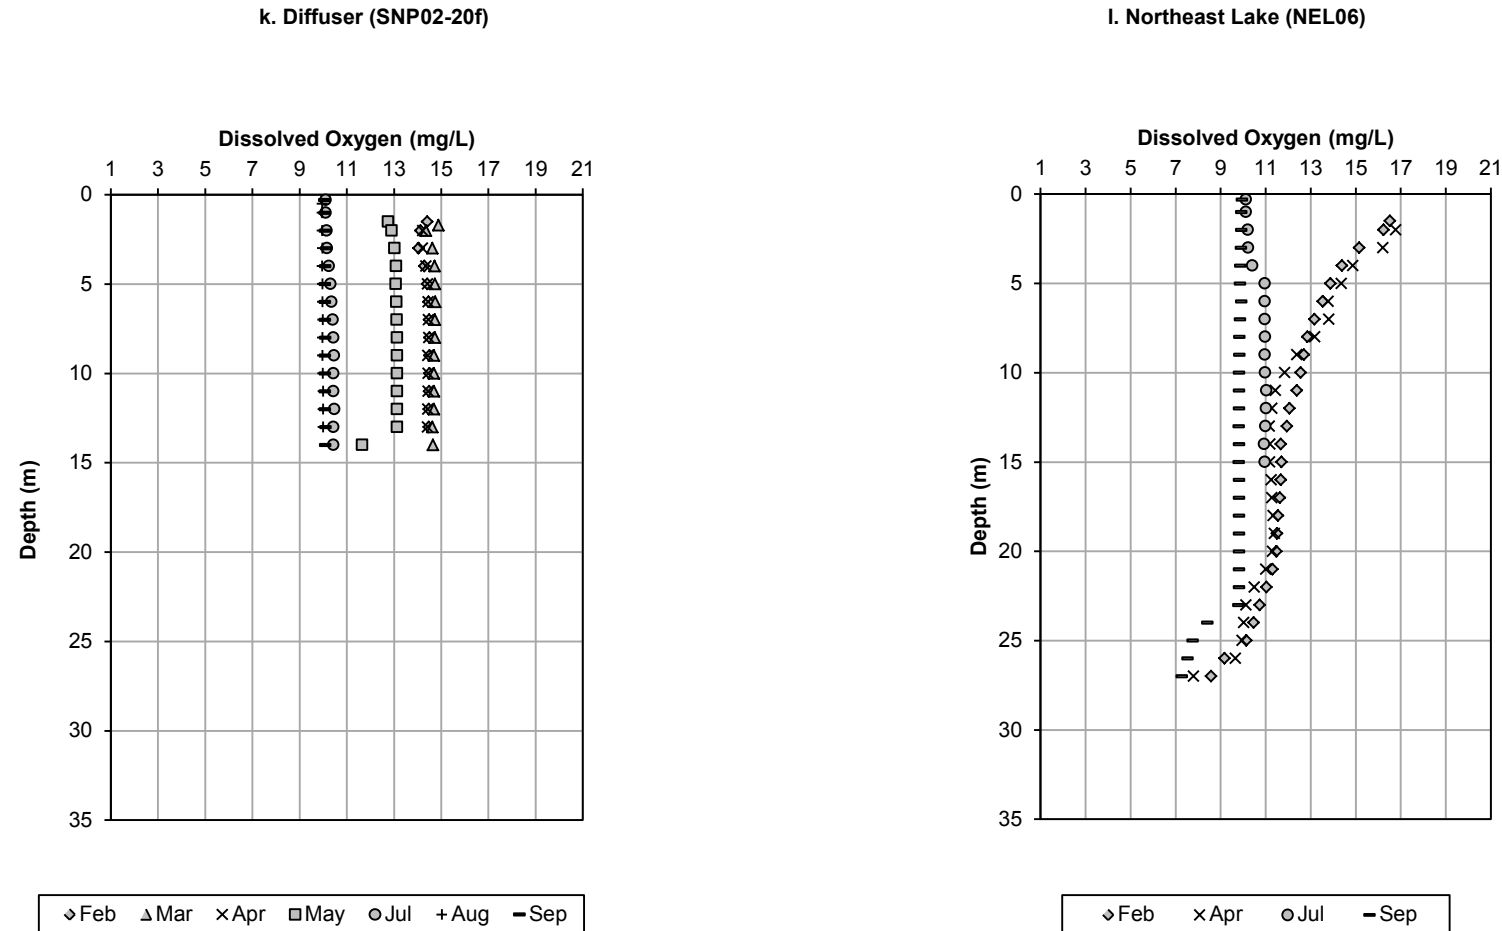 k. Diffuser (SNP02-20f)
Dissolved Oxygen (mg/L)
1 3 5 7 9 11 13 15 17 19 21
0
5
10
15
20
25
30
35
Depth (m)
Feb Mar Apr May Jul Aug Sep
l. Northeast Lake (NEL06)
Dissolved Oxygen (mg/L)
1 3 5 7 9 11 13 15 17 19 21
0
5
10
15
20
25
30
35
Depth (m)
Feb Apr Jul Sep